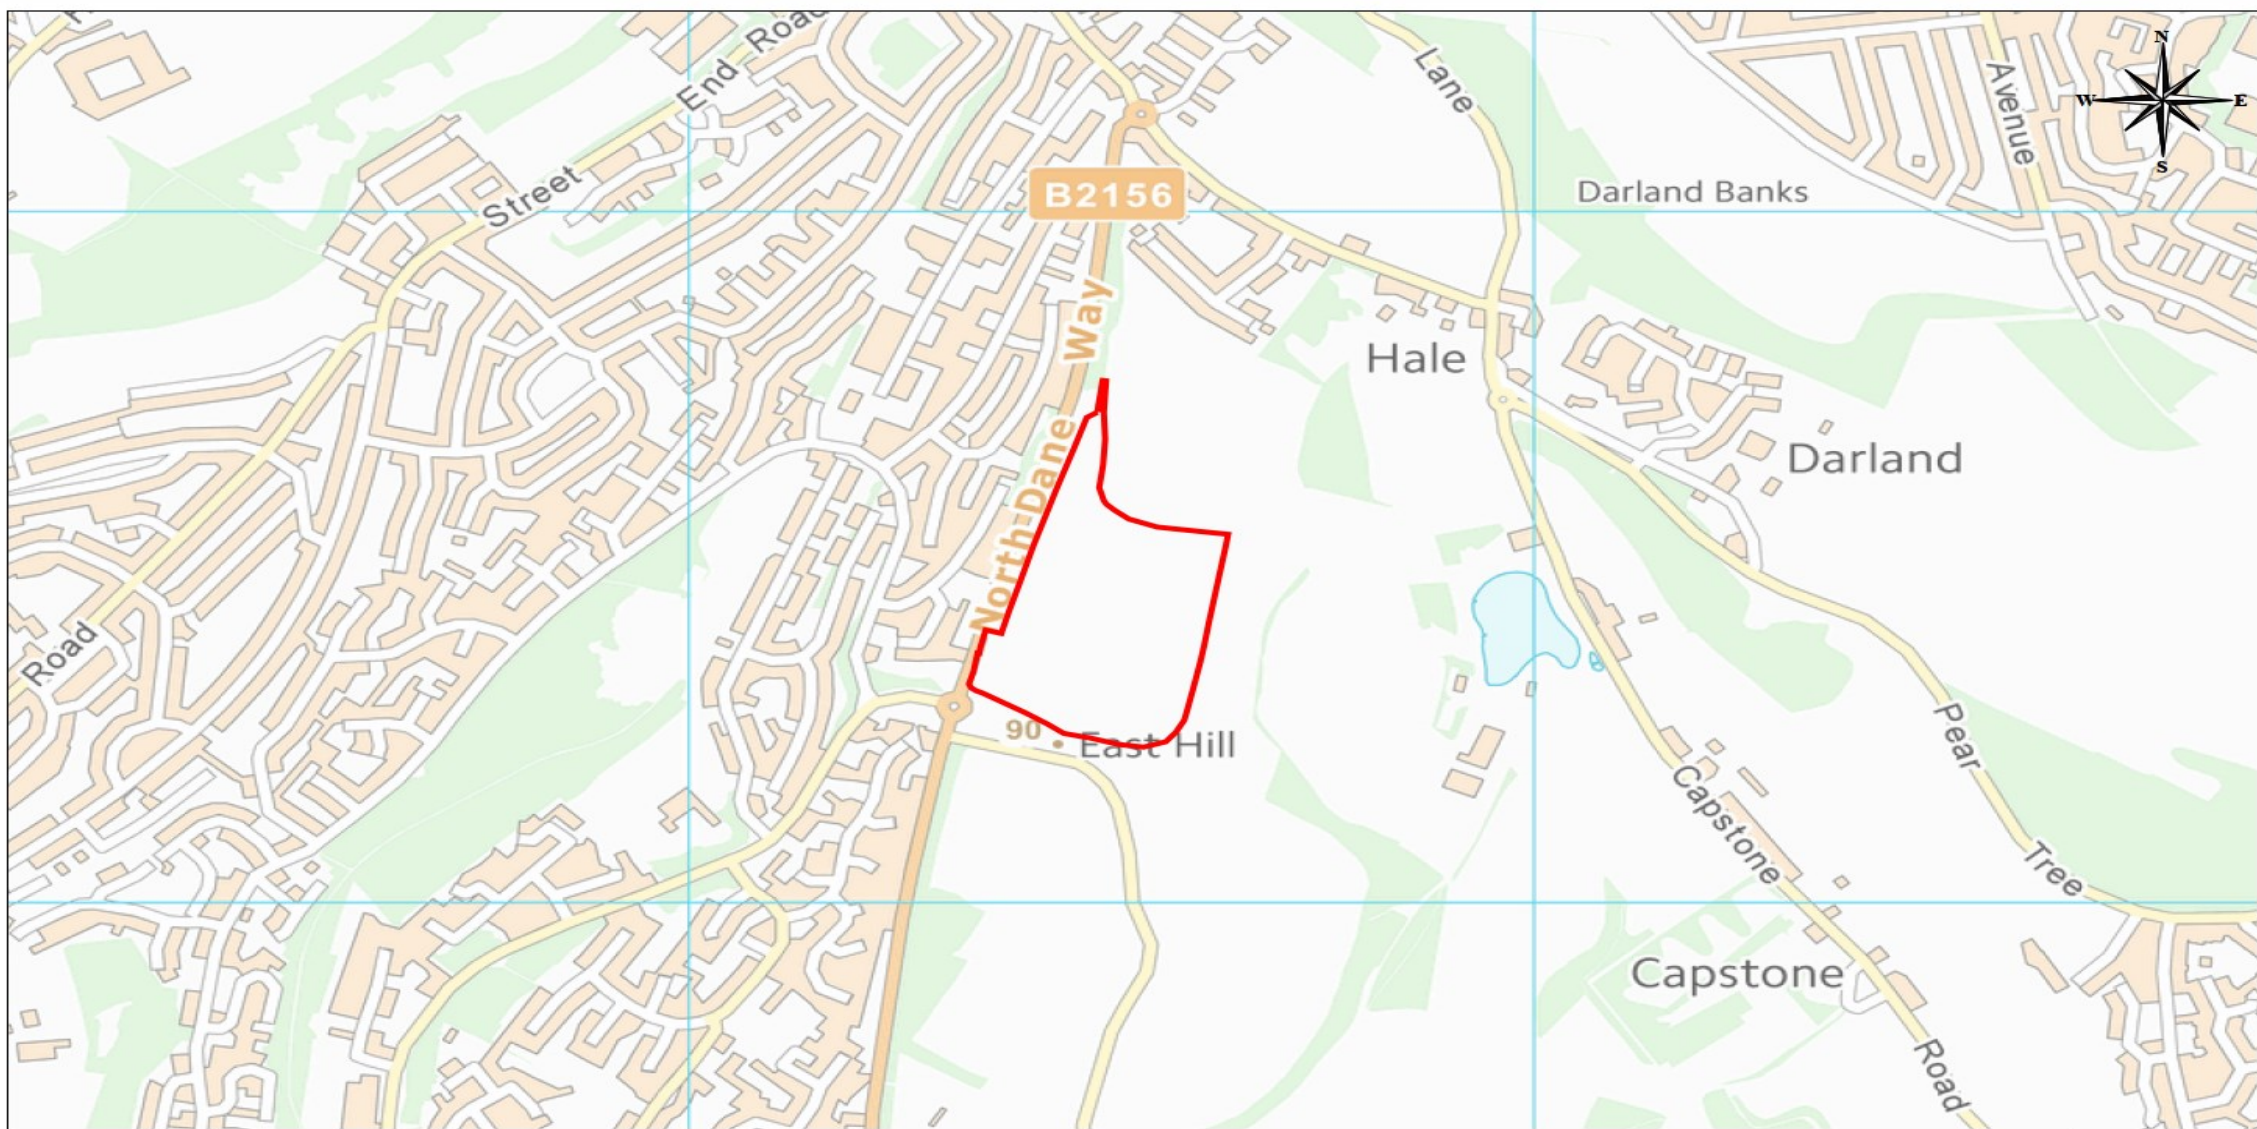 End Road
Street
Road
B2156
North Dane Way
Lane
Avenue
N
W E
S
Darland Banks
Hale
Darland
90
East Hill
Capstone Road
Pear Tree
Capstone